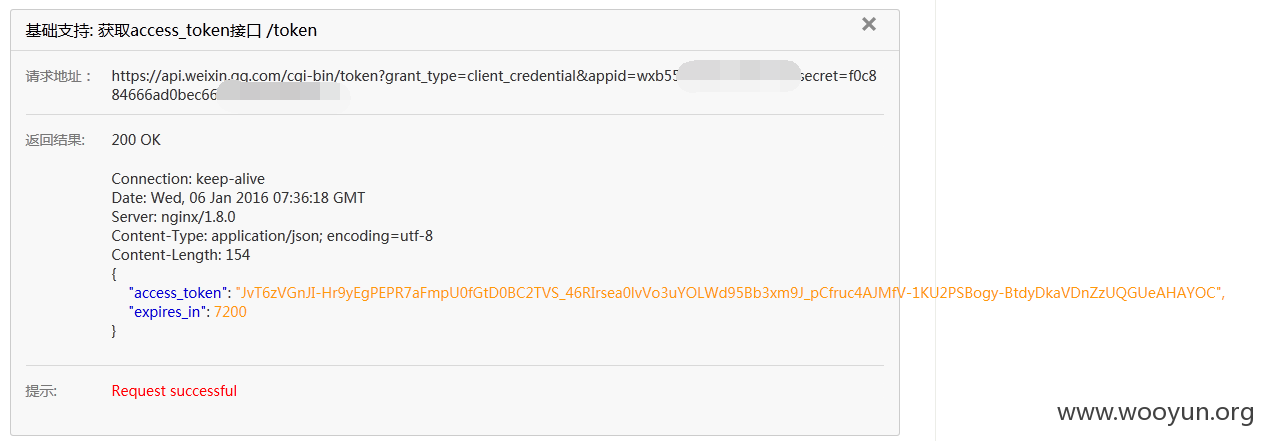 基础支持: 获取access_token接口 /token
请求地址： https://api.weixin.qq.com/cgi-bin/token?grant_type=client_credential&appid=wxb55 secret=f0c8
84666ad0bec66
返回结果: 200 OK
Connection: keep-alive
Date: Wed, 06 Jan 2016 07:36:18 GMT
Server: nginx/1.8.0
Content-Type: application/json; encoding=utf-8
Content-Length: 154
{
"access_token": "JvT6zVGnJI-Hr9yEgPEPR7aFmpU0fGtD0BC2TVS_46RIrsea0lvVo3uYOLWd95Bb3xm9J_pCfruc4AJMfV-1KU2PSBogy-BtdyDkaVDnZzUQGUeAHAYOC",
"expires_in": 7200
}
提示: Request successful
www.wooyun.org